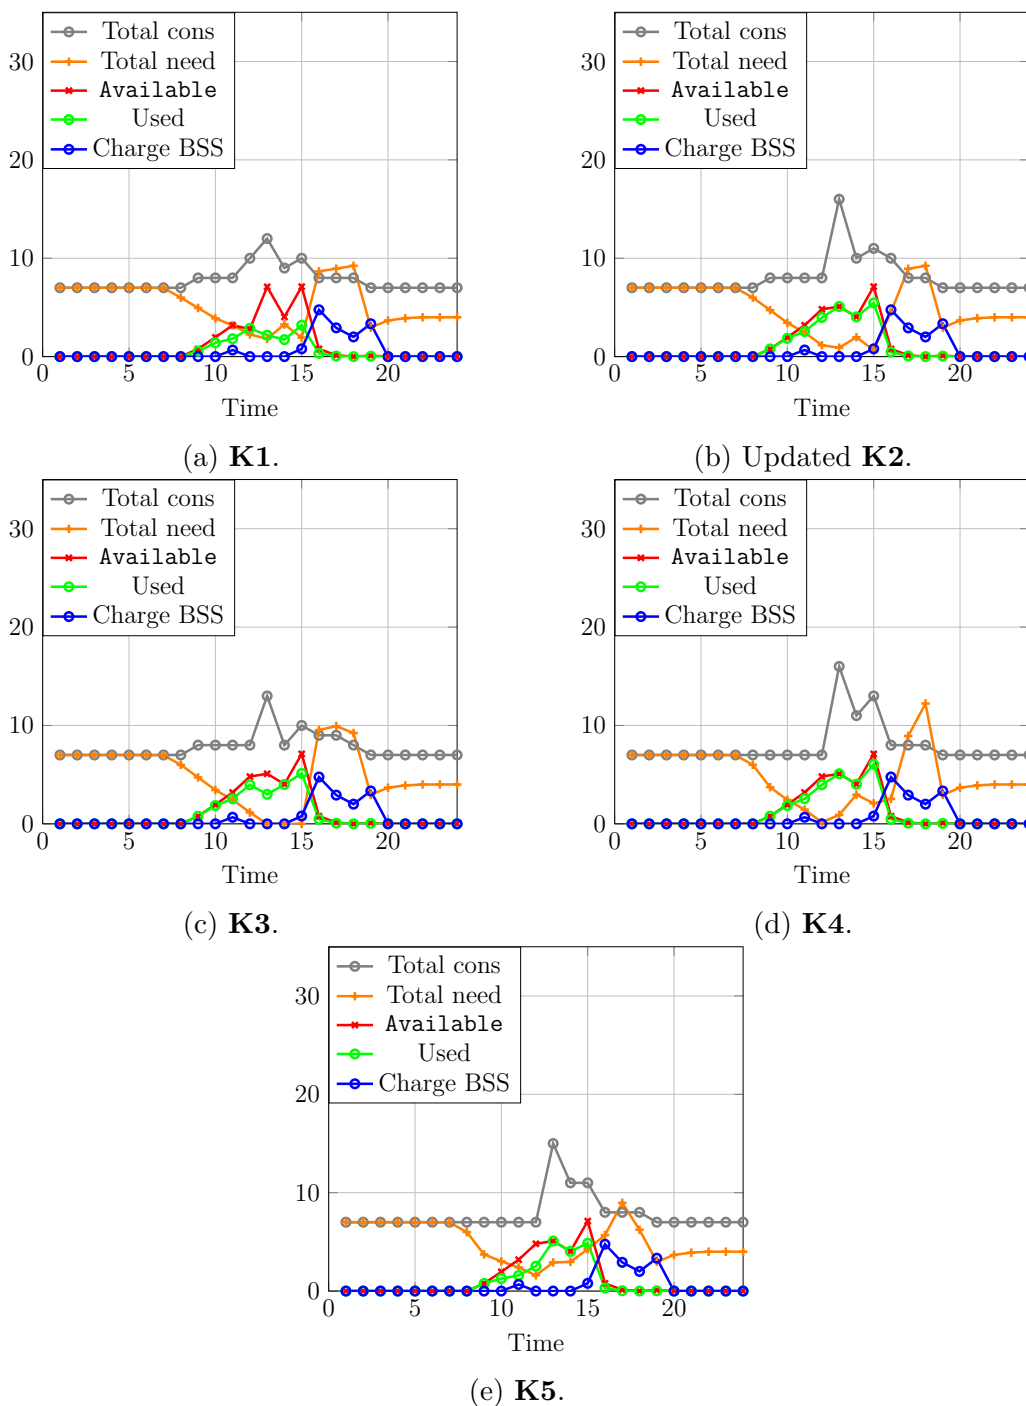 Total cons
Total need
Available
Used
Charge BSS
30
20
10
0
0 5 10 15 20
Time
(a) K1.
Total cons
Total need
Available
Used
Charge BSS
30
20
10
0
0 5 10 15 20
Time
(b) Updated K2.
Total cons
Total need
Available
Used
Charge BSS
30
20
10
0
0 5 10 15 20
Time
(c) K3.
Total cons
Total need
Available
Used
Charge BSS
30
20
10
0
0 5 10 15 20
Time
(d) K4.
Total cons
Total need
Available
Used
Charge BSS
30
20
10
0
0 5 10 15 20
Time
(e) K5.